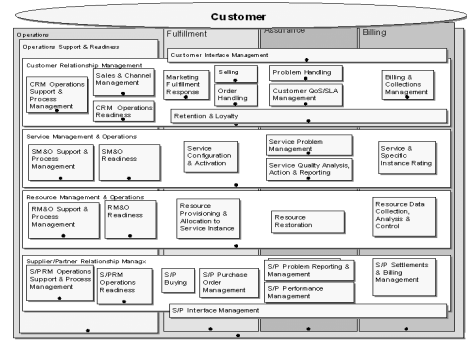 Customer
Operations
Fulfillment
Assurance
Billing
Operations Support & Readiness
Customer Interface Management
Customer Relationship Management
CRM Operations
Support &
Process
Management
Sales & Channel
Management
CRM Operations
Readiness
Marketing
Fulfillment
Response
Selling
Order
Handling
Problem Handling
Customer QoS/SLA
Management
Billing &
Collections
Management
Retention & Loyalty
Service Management & Operations
SM&O Support &
Process
Management
SM&O
Readiness
Service
Configuration
& Activation
Service Problem
Management
Service Quality Analysis,
Action & Reporting
Service &
Specific
Instance Rating
Resource Management & Operations
RM&O Support &
Process
Management
RM&O
Readiness
Resource
Provisioning &
Allocation to
Service Instance
Resource
Restoration
Resource Data
Collection,
Analysis &
Control
Supplier/Partner Relationship Manag
S/PRM Operations
Support & Process
Management
S/PRM
Operations
Readiness
S/P
Buying
S/P Purchase
Order
Management
S/P Problem Reporting &
Management
S/P Performance
Management
S/P Settlements
& Billing
Management
S/P Interface Management